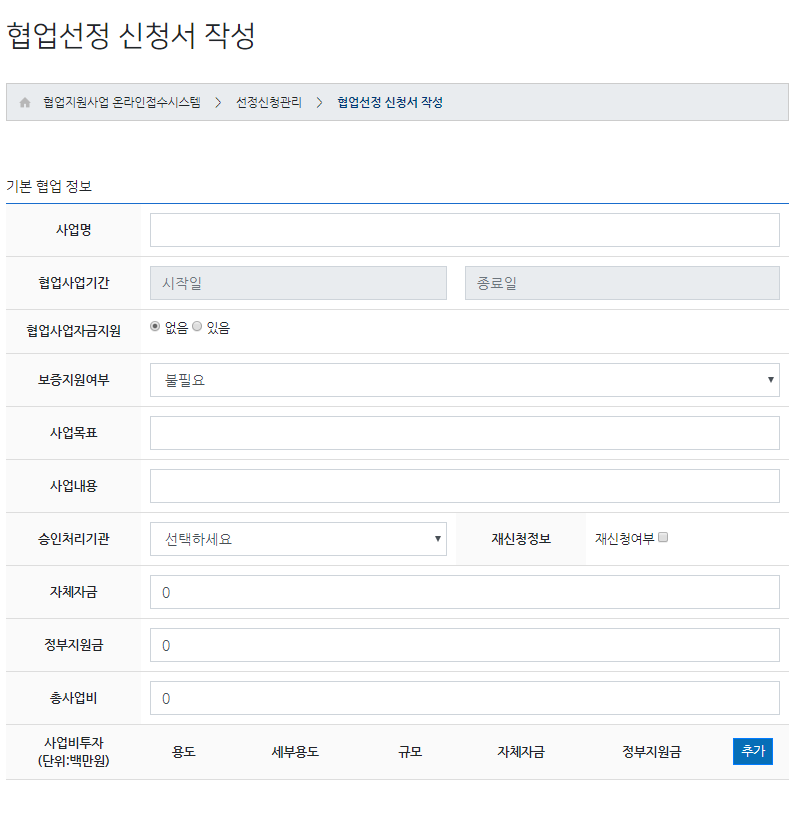 협업선정 신청서 작성
협업지원사업 온라인접수시스템 > 선정신청관리 > 협업선정 신청서 작성
기본 협업 정보
사업명
협업사업기간 시작일 종료일
협업사업자금지원 없음 있음
보증지원여부 불필요
사업목표
사업내용
승인처리기관 선택하세요 재신청정보 재신청여부
자체자금 0
정부지원금 0
총사업비 0
사업비투자
(단위:백만원) 용도 세부용도 규모 자체자금 정부지원금 추가